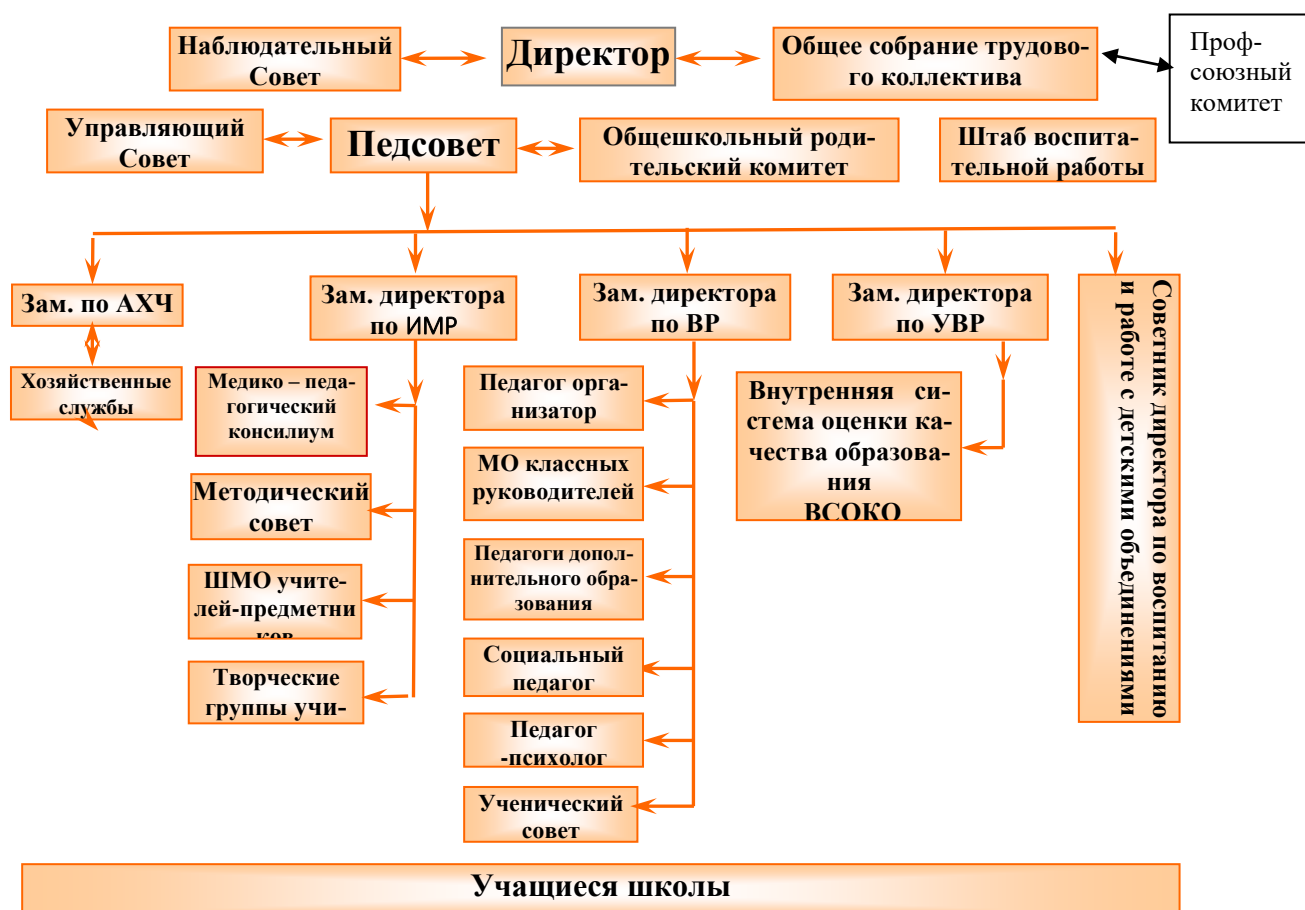 Наблюдательный
Совет
Директор
Общее собрание трудово-
го коллектива
Проф-
союзный
комитет
Управляющий
Совет
Педсовет
Общешкольный роди-
тельский комитет
Штаб воспита-
тельной работы
Зам. по АХЧ
Зам. директора
по ИМР
Зам. директора
по ВР
Зам. директора
по УВР
Советник директора по воспитанию
и работе с детскими объединениями
Хозяйственные
службы
Медико – педа-
гогический
консилиум
Методический
совет
ШМО учите-
лей-предметни
ков
Творческие
группы учи-
Педагог орга-
низатор
МО классных
руководителей
Педагоги допол-
нительного обра-
зования
Социальный
педагог
Педагог
-психолог
Ученический
совет
Внутренняя си-
стема оценки ка-
чества образова-
ния
ВСОКО
Учащиеся школы